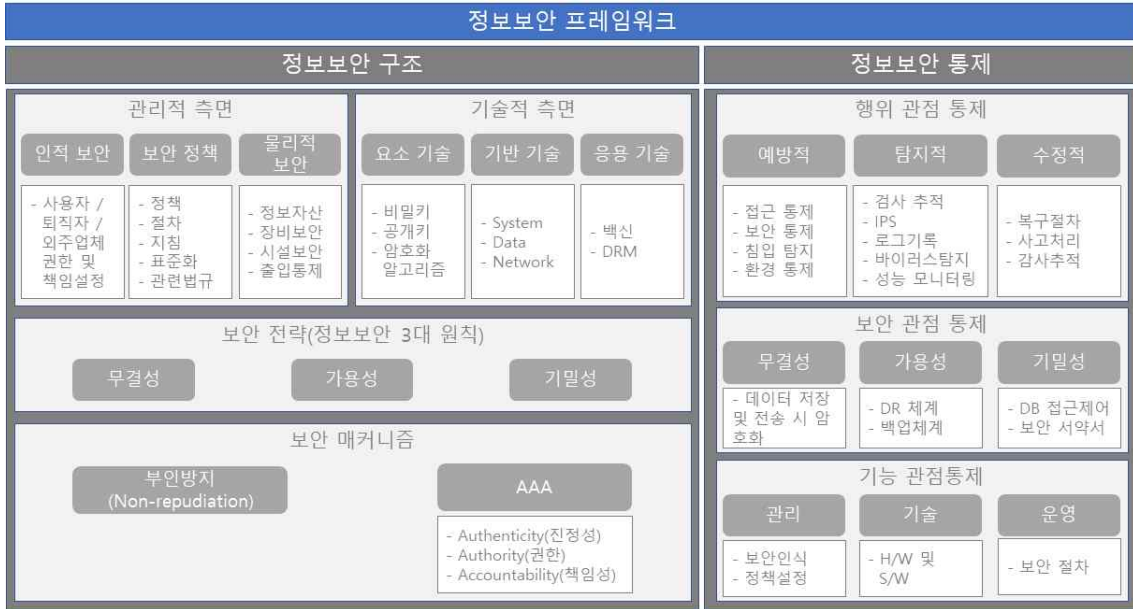 정보보안 프레임워크
정보보안 구조
관리적 측면
인적 보안
- 사용자 /
퇴직자 /
외주업체
권한 및
책임설정
보안 정책
- 정책
- 절차
- 지침
- 표준화
- 관련법규
물리적
보안
- 정보자산
- 장비보안
- 시설보안
- 출입통제
기술적 측면
요소 기술
- 비밀키
- 공개키
- 암호화
알고리즘
기반 기술
- System
- Data
- Network
응용 기술
- 백신
- DRM
보안 전략(정보보안 3대 원칙)
무결성
가용성
기밀성
보안 매커니즘
부인방지
(Non-repudiation)
AAA
- Authenticity(진정성)
- Authority(권한)
- Accountability(책임성)
정보보안 통제
행위 관점 통제
예방적
- 접근 통제
- 보안 통제
- 침입 탐지
- 환경 통제
탐지적
- 검사 추적
- IPS
- 로그기록
- 바이러스탐지
- 성능 모니터링
수정적
- 복구절차
- 사고처리
- 감사추적
보안 관점 통제
무결성
- 데이터 저장
및 전송 시 암
호화
가용성
- DR 체계
- 백업체계
기밀성
- DB 접근제어
- 보안 서약서
기능 관점통제
관리
- 보안인식
- 정책설정
기술
- H/W 및
S/W
운영
- 보안 절차